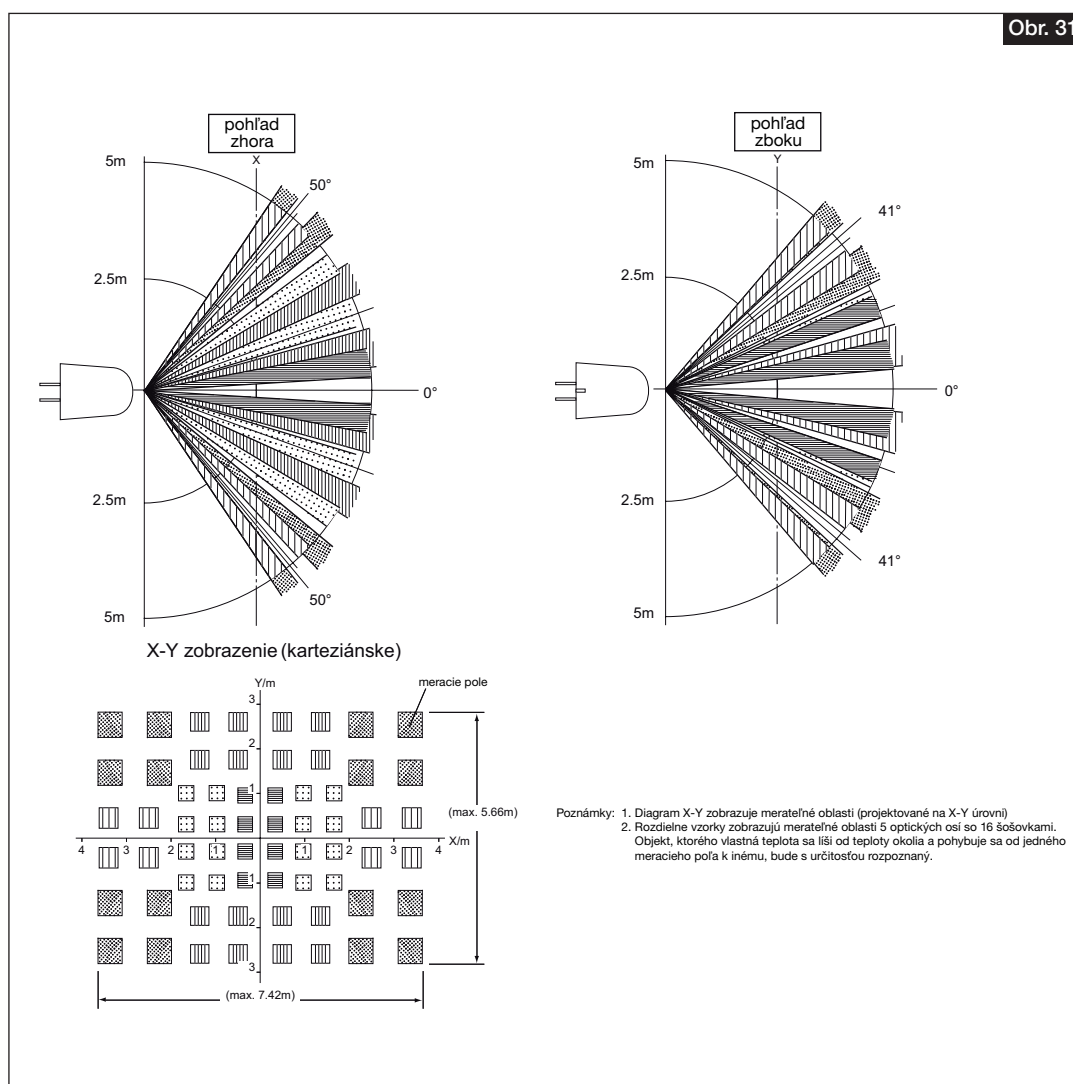 Obr. 31
pohľad
zhora
X
5m
50°
2.5m
0°
2.5m
50°
5m
pohľad
zboku
Y
5m
41°
2.5m
0°
2.5m
41°
5m
X-Y zobrazenie (karteziánske)
Y/m
meracie pole
3
2
1
(max. 5.66m)
X/m
4 3 2 1 1 2 3 4
1
2
3
(max. 7.42m)
Poznámky: 1. Diagram X-Y zobrazuje merateľné oblasti (projektované na X-Y úrovni)
2. Rozdielne vzorky zobrazujú merateľné oblasti 5 optických osí so 16 šošovkami.
Objekt, ktorého vlastná teplota sa líši od teploty okolia a pohybuje sa od jedného
meracieho poľa k inému, bude s určitosťou rozpoznaný.